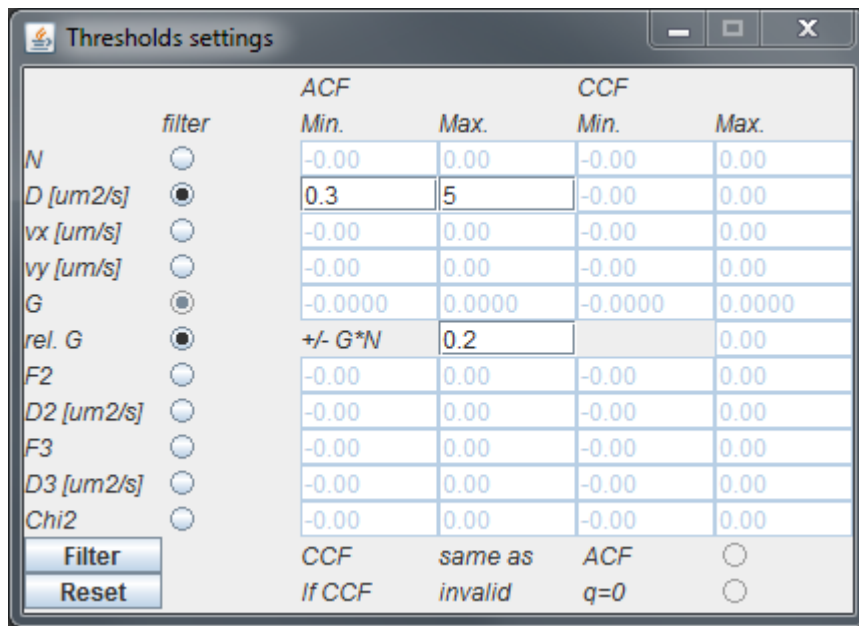 Thresholds settings
ACF CCF
filter Min. Max. Min. Max.
N -0.00 0.00 -0.00 0.00
D [um2/s] 0.3 5 -0.00 0.00
vx [um/s] -0.00 0.00 -0.00 0.00
vy [um/s] -0.00 0.00 -0.00 0.00
G -0.0000 0.0000 -0.0000 0.0000
rel. G +/- G*N 0.2 0.00
F2 -0.00 0.00 -0.00 0.00
D2 [um2/s] -0.00 0.00 -0.00 0.00
F3 -0.00 0.00 -0.00 0.00
D3 [um2/s] -0.00 0.00 -0.00 0.00
Chi2 -0.00 0.00 -0.00 0.00
Filter CCF same as ACF
Reset If CCF invalid q=0